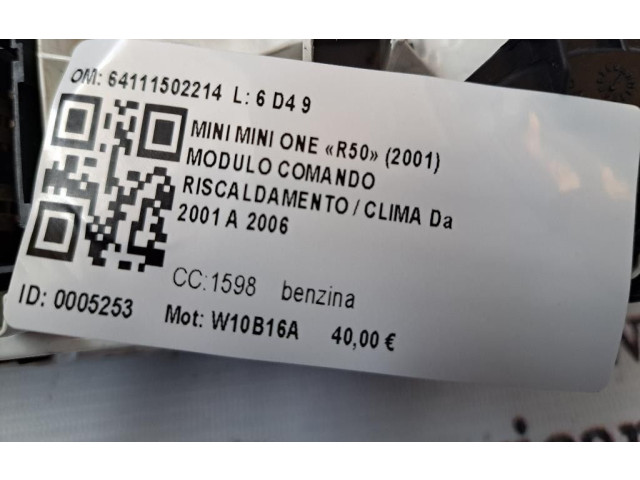 OM: 64111502214 L: 6 D4 9
MINI MINI ONE «R50» (2001)
MODULO COMANDO
RISCALDAMENTO / CLIMA Da
2001 A 2006
CC:1598 benzina
ID: 0005253 Mot: W10B16A 40,00 €